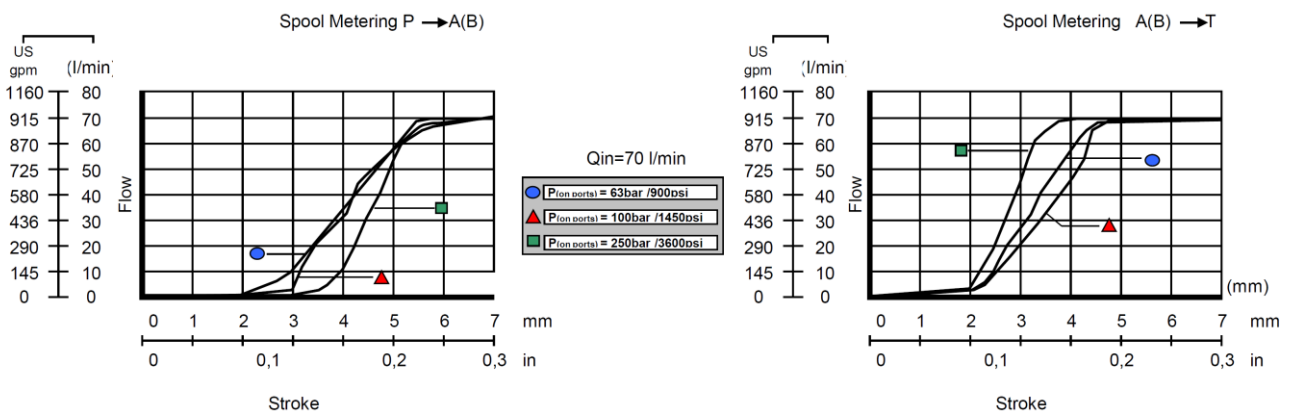 Spool Metering P → A(B)
US gpm (l/min)
1160 80
915 70
870 60
725 50
580 40
436 30
290 20
145 10
0 0
Flow
0 1 2 3 4 5 6 7 mm
0 0,1 0,2 0,3 in
Stroke
Qin=70 l/min
P(on ports) = 63bar /900psi
P(on ports) = 100bar /1450psi
P(on ports) = 250bar /3600psi
Spool Metering A(B) → T
US gpm (l/min)
1160 80
915 70
870 60
725 50
580 40
436 30
290 20
145 10
0 0
Flow
(mm)
0 1 2 3 4 5 6 7 mm
0 0,1 0,2 0,3 in
Stroke